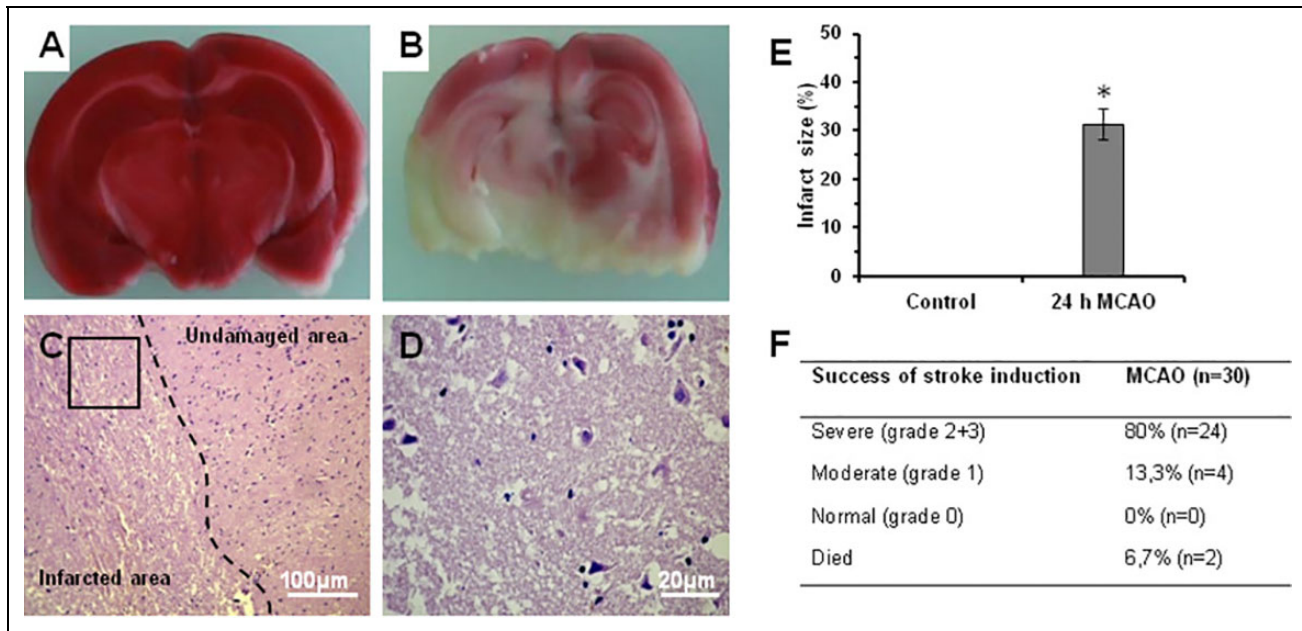 A
B
C
Undamaged area
Infarcted area
100µm
D
20µm
E
Infarct size (%)
50
40
30
20
10
0
*
Control
24 h MCAO
F
Success of stroke induction MCAO (n=30)
Severe (grade 2+3) 80% (n=24)
Moderate (grade 1) 13,3% (n=4)
Normal (grade 0) 0% (n=0)
Died 6,7% (n=2)